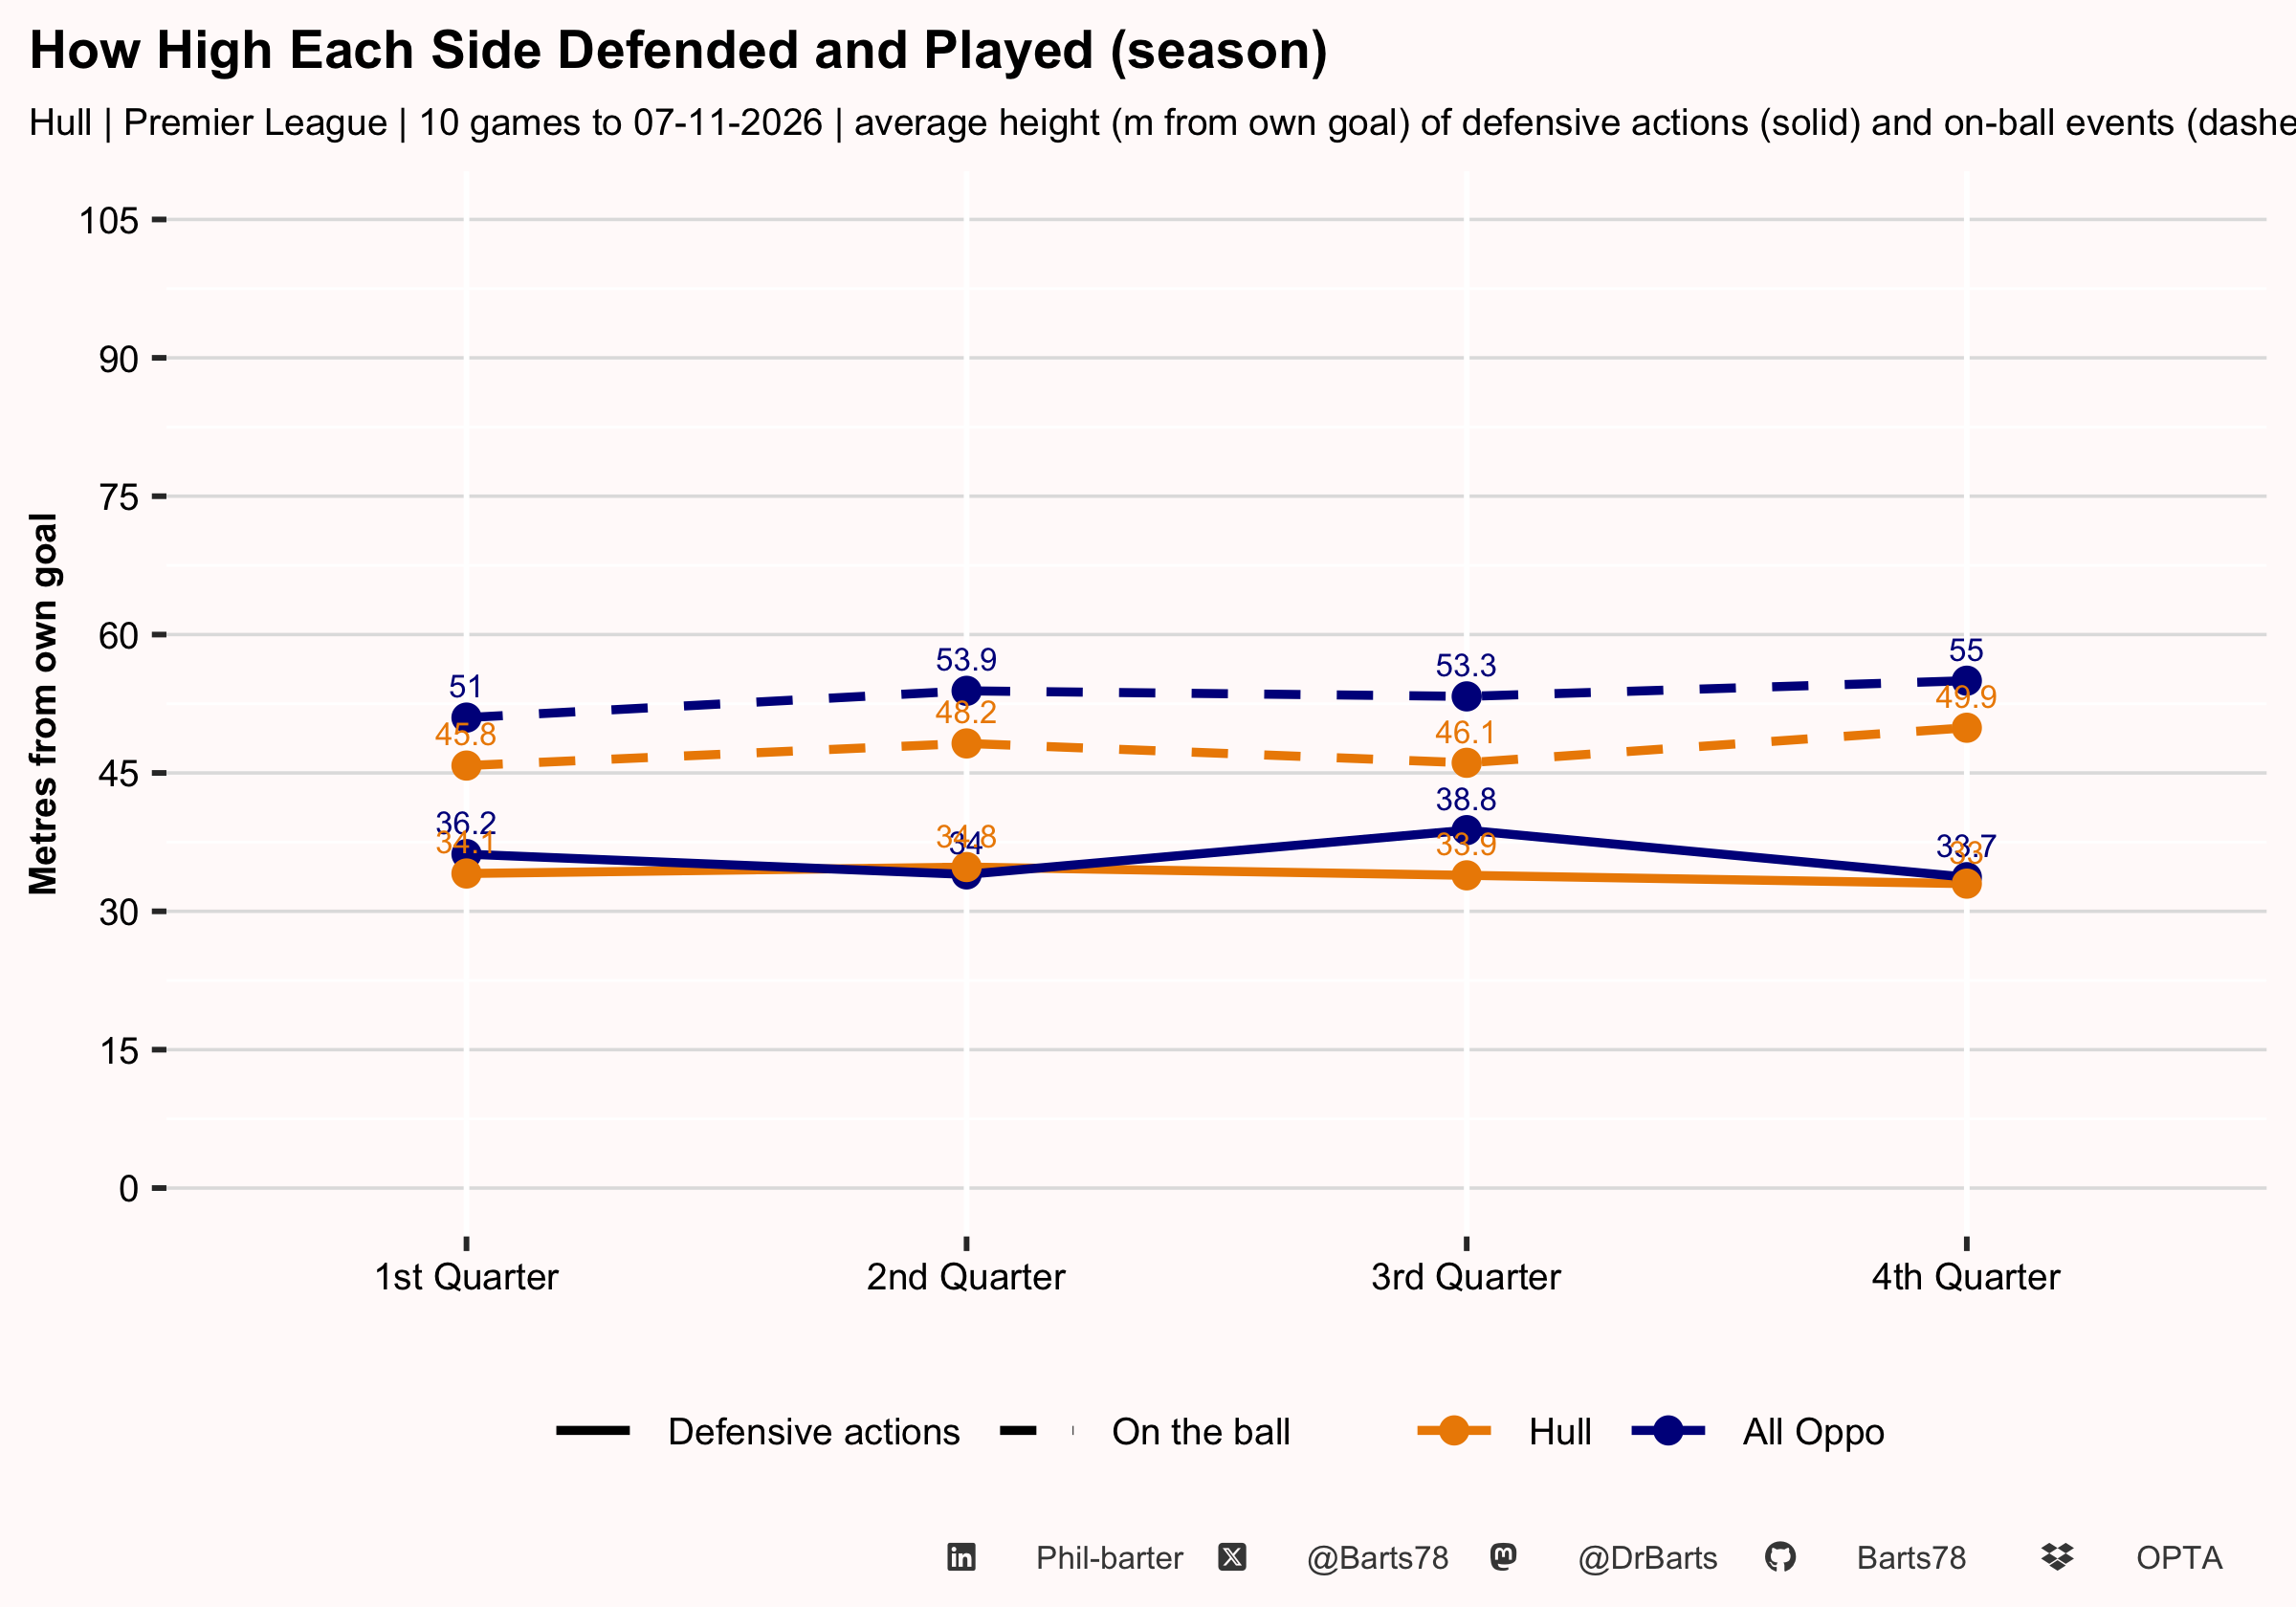 How High Each Side Defended and Played (season)
Hull | Premier League | 10 games to 07-11-2026 | average height (m from own goal) of defensive actions (solid) and on-ball events (dashe
Metres from own goal
105
90
75
60
45
30
15
0
51
53.9
53.3
55
45.8
48.2
46.1
49.9
36.2
34
38.8
33.7
34.1
34.8
33.9
33
1st Quarter
2nd Quarter
3rd Quarter
4th Quarter
Defensive actions
On the ball
Hull
All Oppo
Phil-barter
@Barts78
@DrBarts
Barts78
OPTA